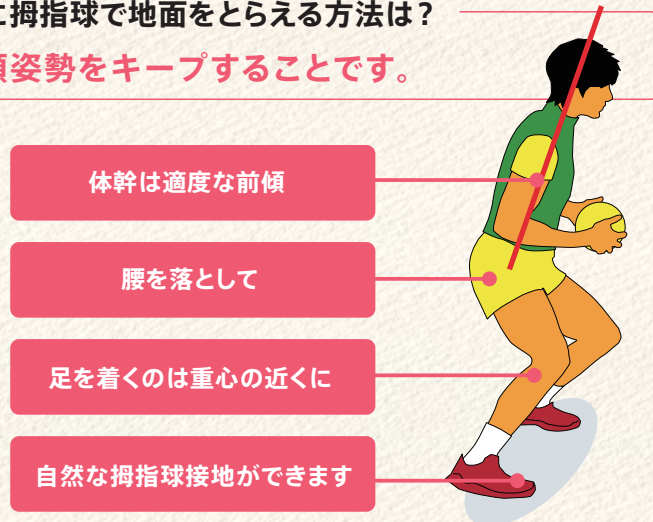 に拇指球で地面をとらえる方法は？
頃姿勢をキープすることです。
体幹は適度な前傾
腰を落として
足を着くのは重心の近くに
自然な拇指球接地ができます